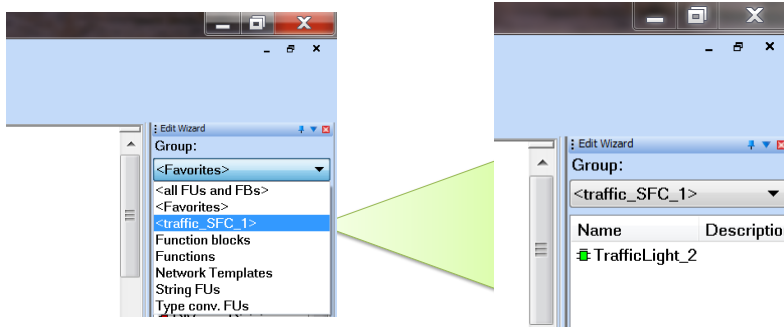 Edit Wizard
Group:
<Favorites>
<all FUs and FBs>
<Favorites>
<traffic_SFC_1>
Function blocks
Functions
Network Templates
String FUs
Type conv. FUs
Edit Wizard
Group:
<traffic_SFC_1>
Name Descriptio
TrafficLight_2